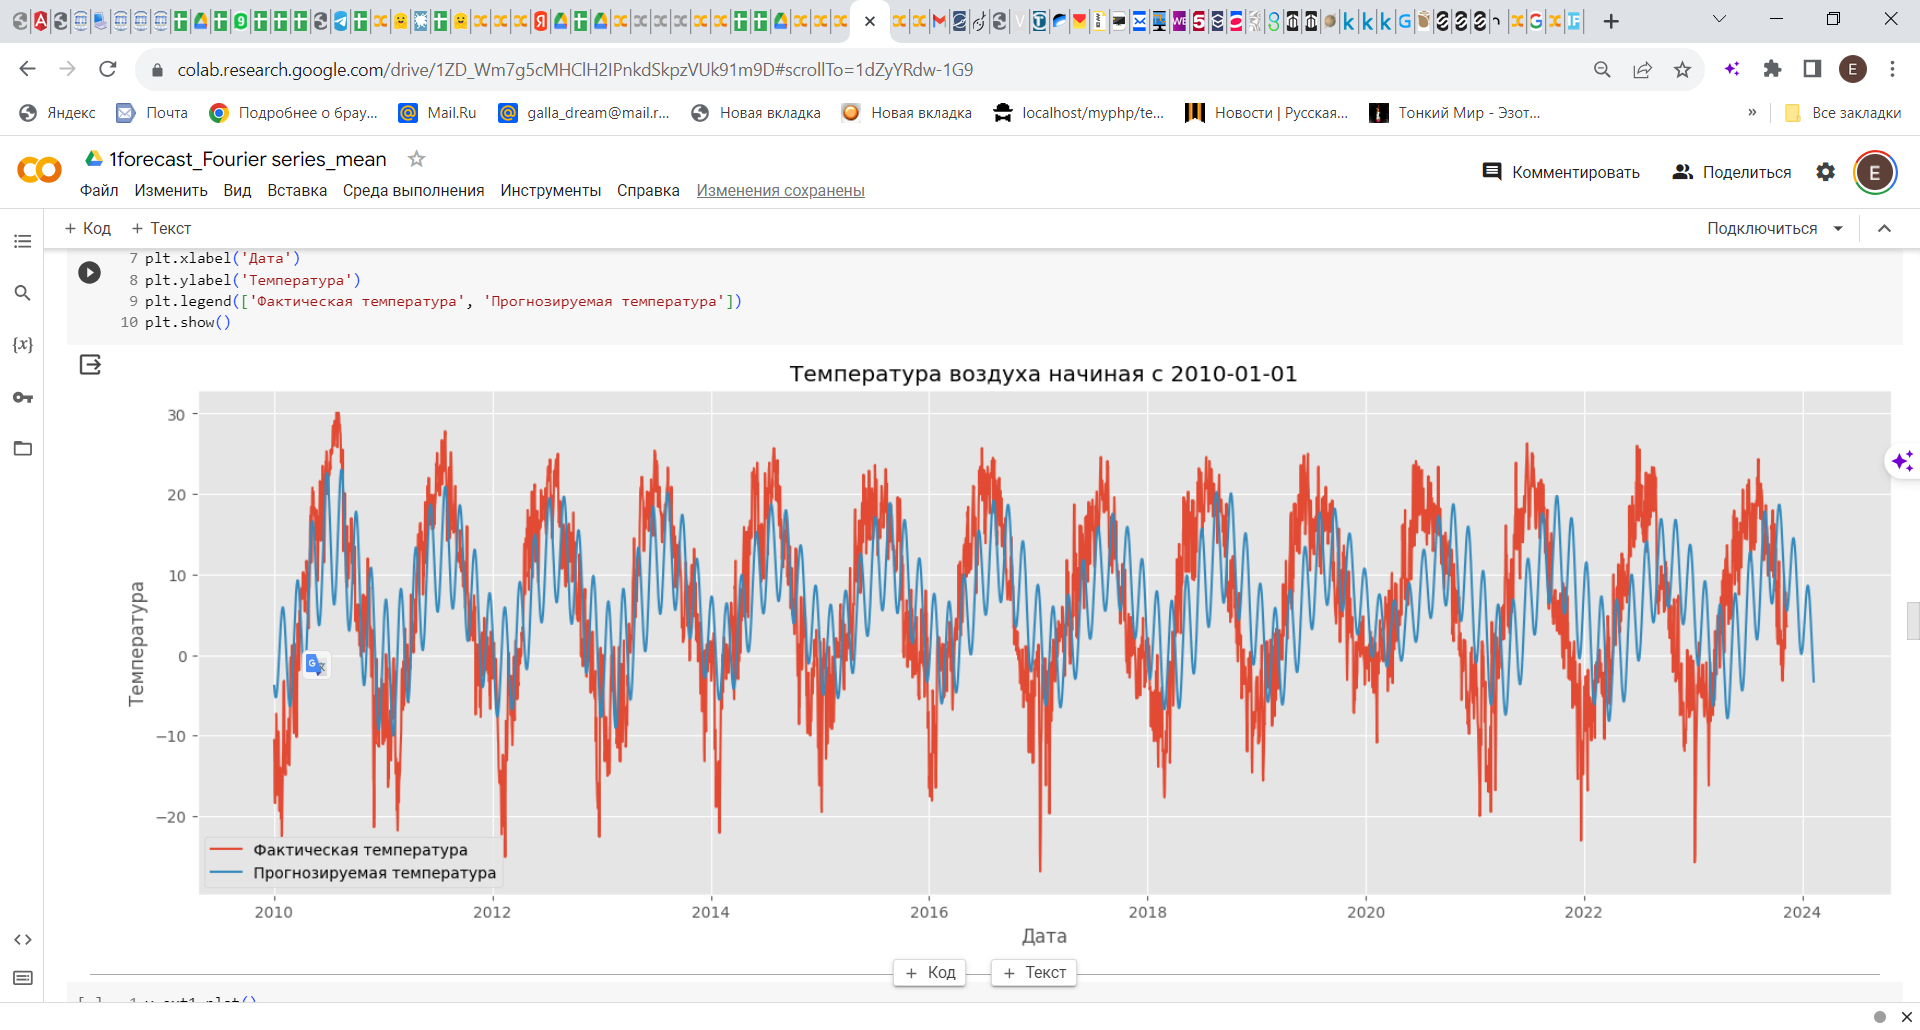 colab.research.google.com/drive/1ZD_Wm7g5cMHClH2IPnkdSkpzVUk91m9D#scrollTo=1dZyYRdw-1G9
E
Яндекс
Почта
Подробнее о брау...
Mail.Ru
galla_dream@mail.r...
Новая вкладка
Новая вкладка
localhost/myphp/te...
Новости | Русская...
Тонкий Мир - Эзот...
»
Все закладки
1forecast_Fourier series_mean
Файл Изменить Вид Вставка Среда выполнения Инструменты Справка Изменения сохранены
Комментировать
Поделиться
E
+ Код + Текст
Подключиться
7 plt.xlabel('Дата')
8 plt.ylabel('Температура')
9 plt.legend(['Фактическая температура', 'Прогнозируемая температура'])
10 plt.show()
{x}
Температура воздуха начиная с 2010-01-01
30
20
10
0
−10
−20
Температура
Фактическая температура
Прогнозируемая температура
2010 2012 2014 2016 2018 2020 2022 2024
Дата
+ Код + Текст